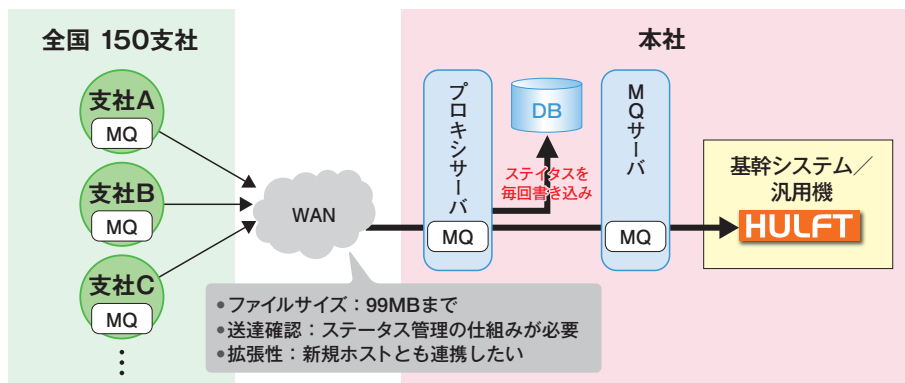 全国 150支社
支社A
MQ
支社B
MQ
支社C
MQ
WAN
本社
プロキシサーバ
MQ
DB
ステイタスを
毎回書き込み
MQサーバ
MQ
基幹システム／
汎用機
HULFT
●ファイルサイズ：99MBまで
●送達確認：ステータス管理の仕組みが必要
●拡張性：新規ホストとも連携したい